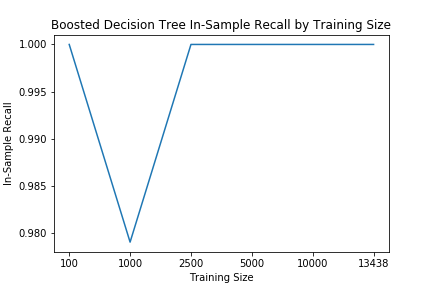 Boosted Decision Tree In-Sample Recall by Training Size
1.000
0.995
0.990
0.985
0.980
In-Sample Recall
100 1000 2500 5000 10000 13438
Training Size